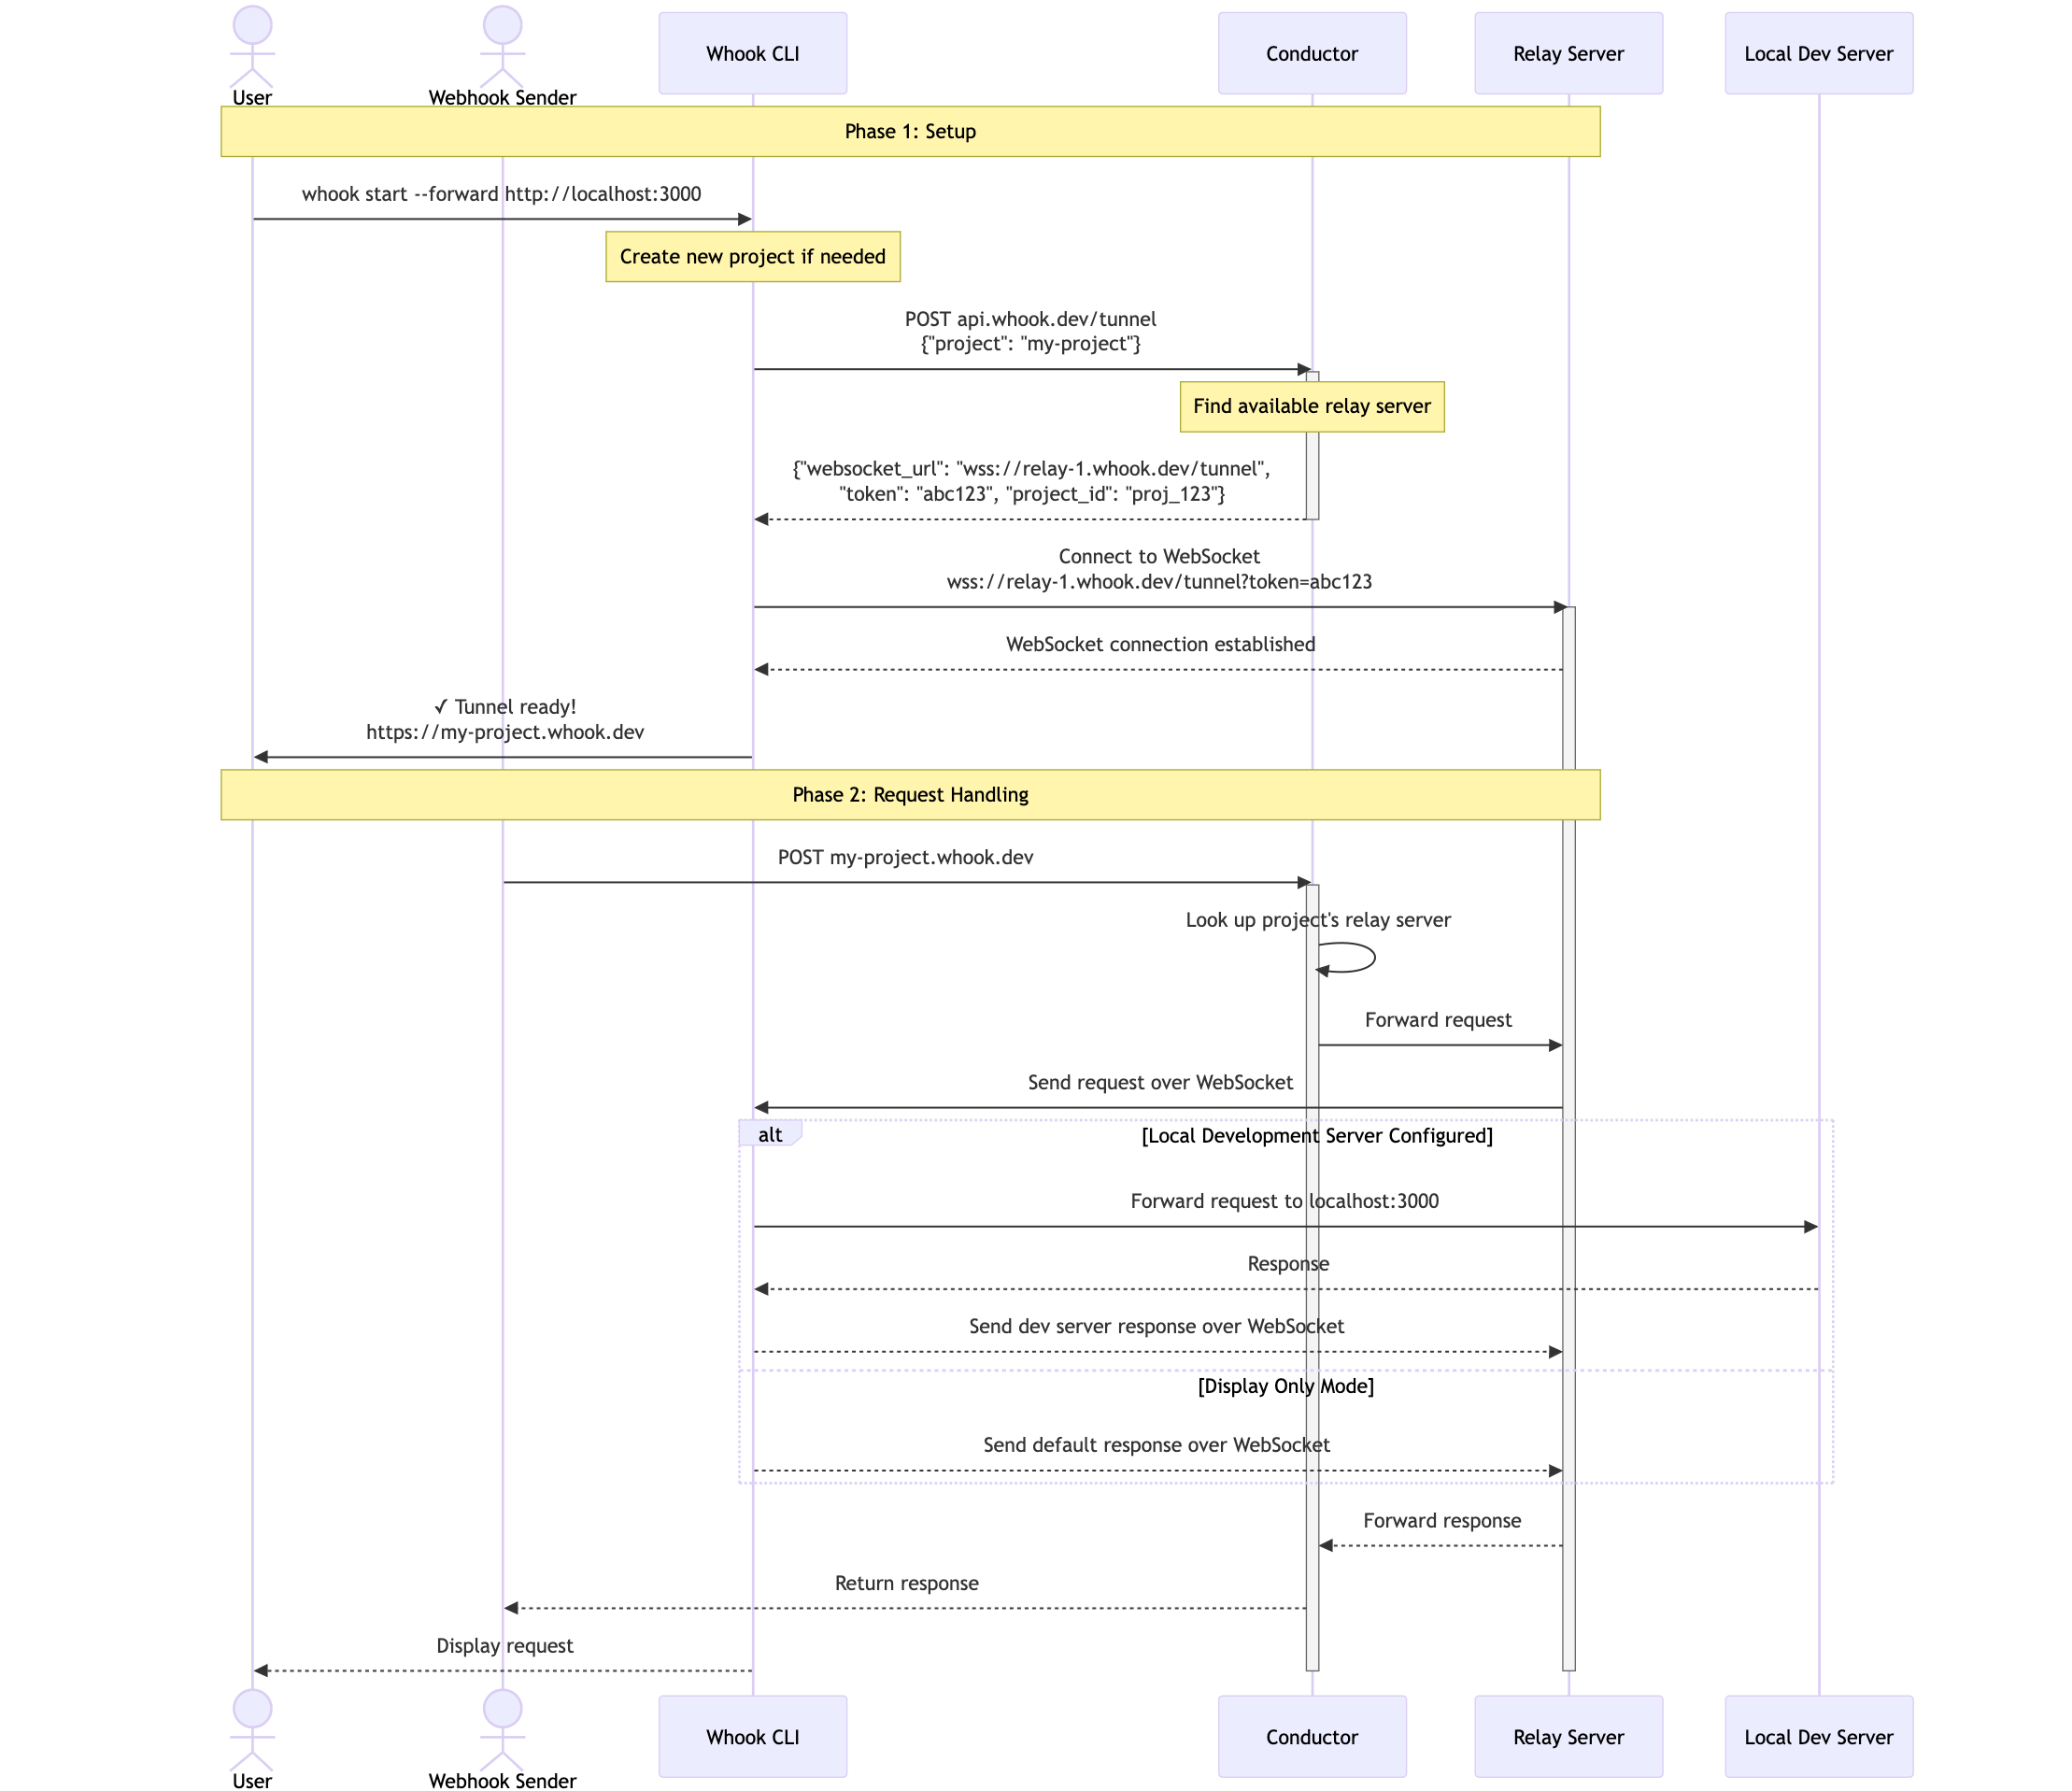 User
Webhook Sender
Whook CLI
Conductor
Relay Server
Local Dev Server
Phase 1: Setup
whook start --forward http://localhost:3000
Create new project if needed
POST api.whook.dev/tunnel
{"project": "my-project"}
Find available relay server
{"websocket_url": "wss://relay-1.whook.dev/tunnel",
"token": "abc123", "project_id": "proj_123"}
Connect to WebSocket
wss://relay-1.whook.dev/tunnel?token=abc123
WebSocket connection established
✓ Tunnel ready!
https://my-project.whook.dev
Phase 2: Request Handling
POST my-project.whook.dev
Look up project's relay server
Forward request
Send request over WebSocket
alt
[Local Development Server Configured]
Forward request to localhost:3000
Response
Send dev server response over WebSocket
[Display Only Mode]
Send default response over WebSocket
Forward response
Return response
Display request
User
Webhook Sender
Whook CLI
Conductor
Relay Server
Local Dev Server